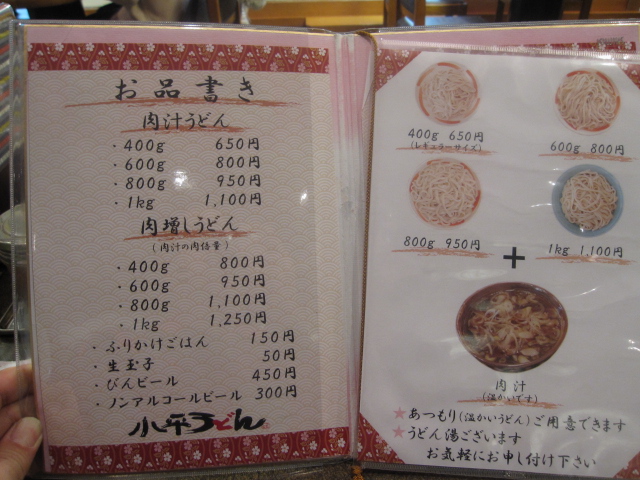 お品書き
肉汁うどん
・400g 650円
・600g 800円
・800g 950円
・1kg 1,100円
肉増しうどん
(肉汁の肉倍量)
・400g 800円
・600g 950円
・800g 1,100円
・1kg 1,250円
・ふりかけごはん 150円
・生玉子 50円
・びんビール 450円
・ノンアルコールビール 300円
小平うどん
400g 650円
(レギュラーサイズ)
600g 800円
800g 950円
+
1kg 1,100円
肉汁
(温かいです)
★あつもり(温かいうどん)ご用意できます
★うどん湯ございます
お気軽にお申し付け下さい